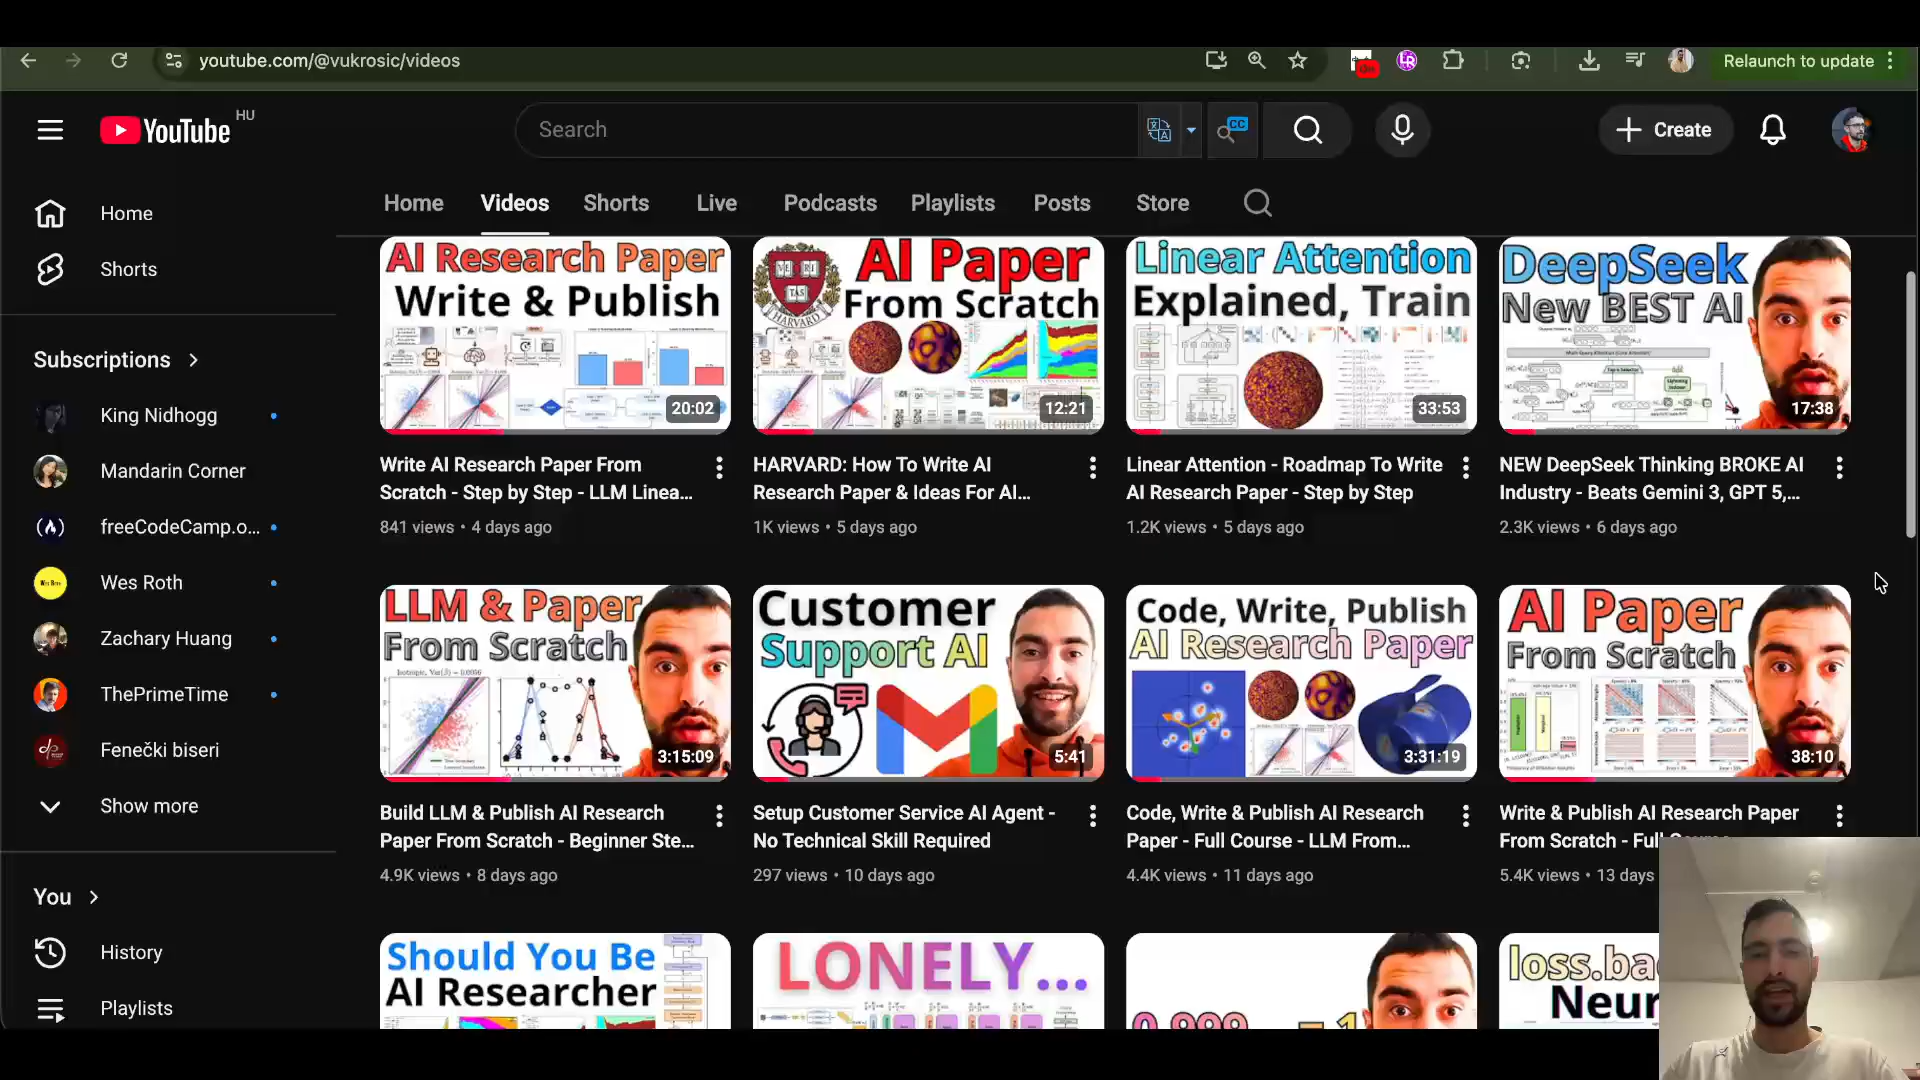 youtube.com/@vukrosic/videos
Relaunch to update
YouTube HU
Search
CC
Create
Home
Shorts
Subscriptions
King Nidhogg
Mandarin Corner
freeCodeCamp.o...
Wes Roth
Zachary Huang
ThePrimeTime
Fenečki biseri
Show more
You
History
Playlists
Home Videos Shorts Live Podcasts Playlists Posts Store
AI Research Paper
Write & Publish
20:02
Write AI Research Paper From
Scratch - Step by Step - LLM Linea...
841 views • 4 days ago
AI Paper
From Scratch
HARVARD
12:21
HARVARD: How To Write AI
Research Paper & Ideas For AI...
1K views • 5 days ago
Linear Attention
Explained, Train
33:53
Linear Attention - Roadmap To Write
AI Research Paper - Step by Step
1.2K views • 5 days ago
DeepSeek
New BEST AI
17:38
NEW DeepSeek Thinking BROKE AI
Industry - Beats Gemini 3, GPT 5,...
2.3K views • 6 days ago
LLM & Paper
From Scratch
3:15:09
Build LLM & Publish AI Research
Paper From Scratch - Beginner Ste...
4.9K views • 8 days ago
Customer
Support AI
5:41
Setup Customer Service AI Agent -
No Technical Skill Required
297 views • 10 days ago
Code, Write, Publish
AI Research Paper
3:31:19
Code, Write & Publish AI Research
Paper - Full Course - LLM From...
4.4K views • 11 days ago
AI Paper
From Scratch
38:10
Write & Publish AI Research Paper
From Scratch - Full
5.4K views • 13 days
Should You Be
AI Researcher
LONELY...
0.999
loss.ba
Neur